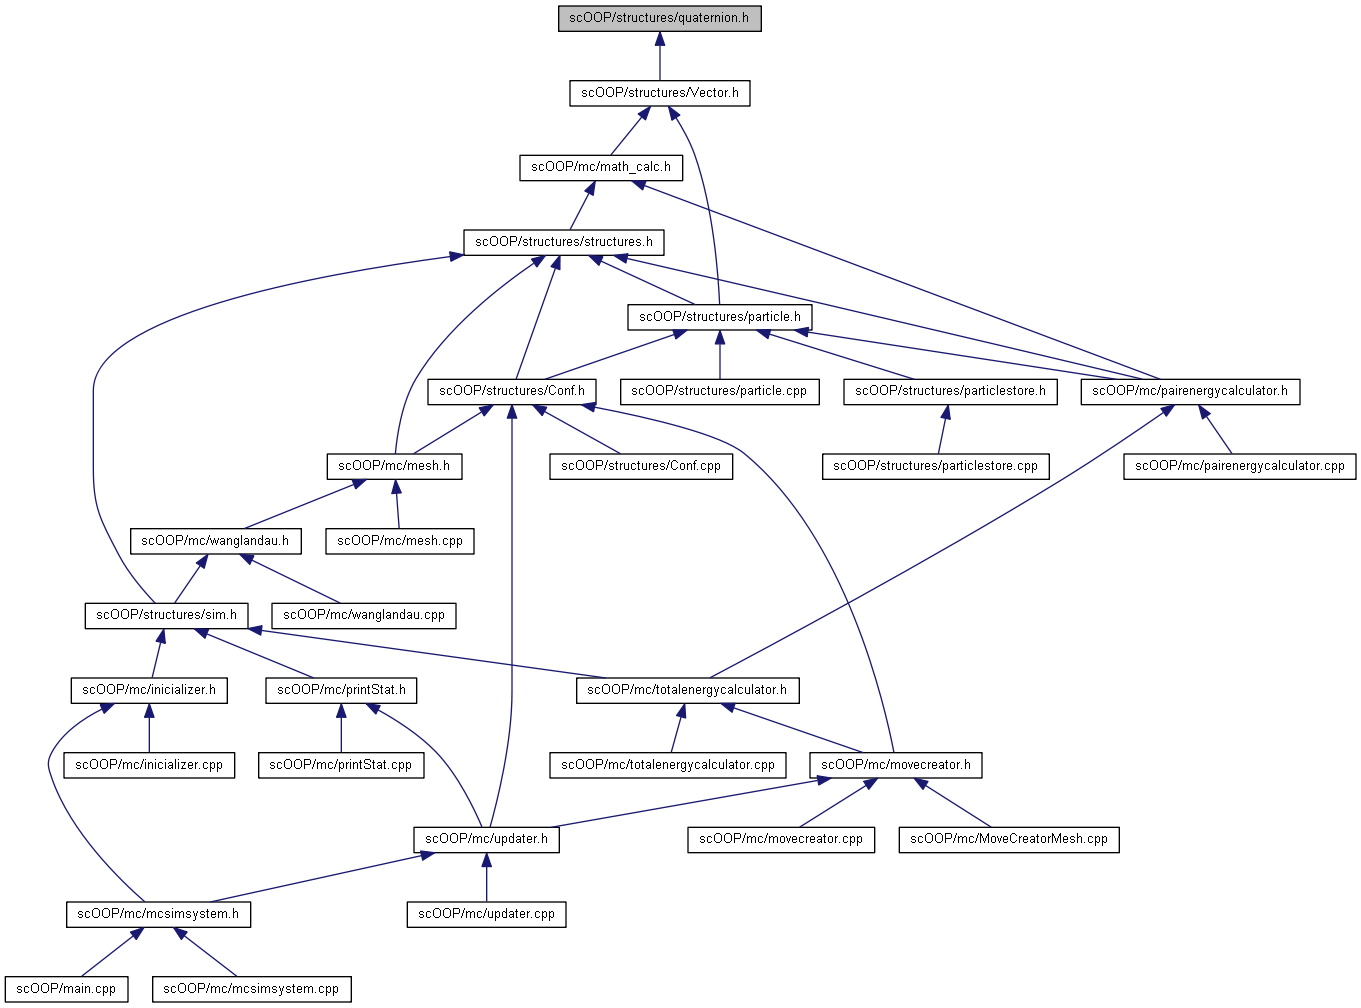 scOOP/structures/quaternion.h
scOOP/structures/Vector.h
scOOP/mc/math_calc.h
scOOP/structures/structures.h
scOOP/structures/particle.h
scOOP/structures/Conf.h
scOOP/structures/particle.cpp
scOOP/structures/particlestore.h
scOOP/mc/pairenergycalculator.h
scOOP/mc/mesh.h
scOOP/structures/Conf.cpp
scOOP/structures/particlestore.cpp
scOOP/mc/pairenergycalculator.cpp
scOOP/mc/wanglandau.h
scOOP/mc/mesh.cpp
scOOP/structures/sim.h
scOOP/mc/wanglandau.cpp
scOOP/mc/inicializer.h
scOOP/mc/printStat.h
scOOP/mc/totalenergycalculator.h
scOOP/mc/inicializer.cpp
scOOP/mc/printStat.cpp
scOOP/mc/totalenergycalculator.cpp
scOOP/mc/movecreator.h
scOOP/mc/updater.h
scOOP/mc/movecreator.cpp
scOOP/mc/MoveCreatorMesh.cpp
scOOP/mc/mcsimsystem.h
scOOP/mc/updater.cpp
scOOP/main.cpp
scOOP/mc/mcsimsystem.cpp